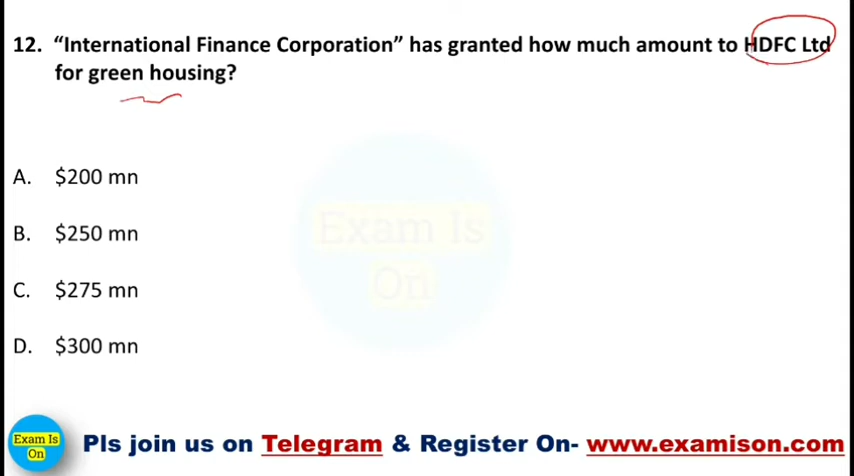 12. “International Finance Corporation” has granted how much amount to HDFC Ltd
for green housing?
A. $200 mn
B. $250 mn
C. $275 mn
D. $300 mn
Exam Is
On
Exam Is
On
Pls join us on Telegram & Register On- www.examison.com